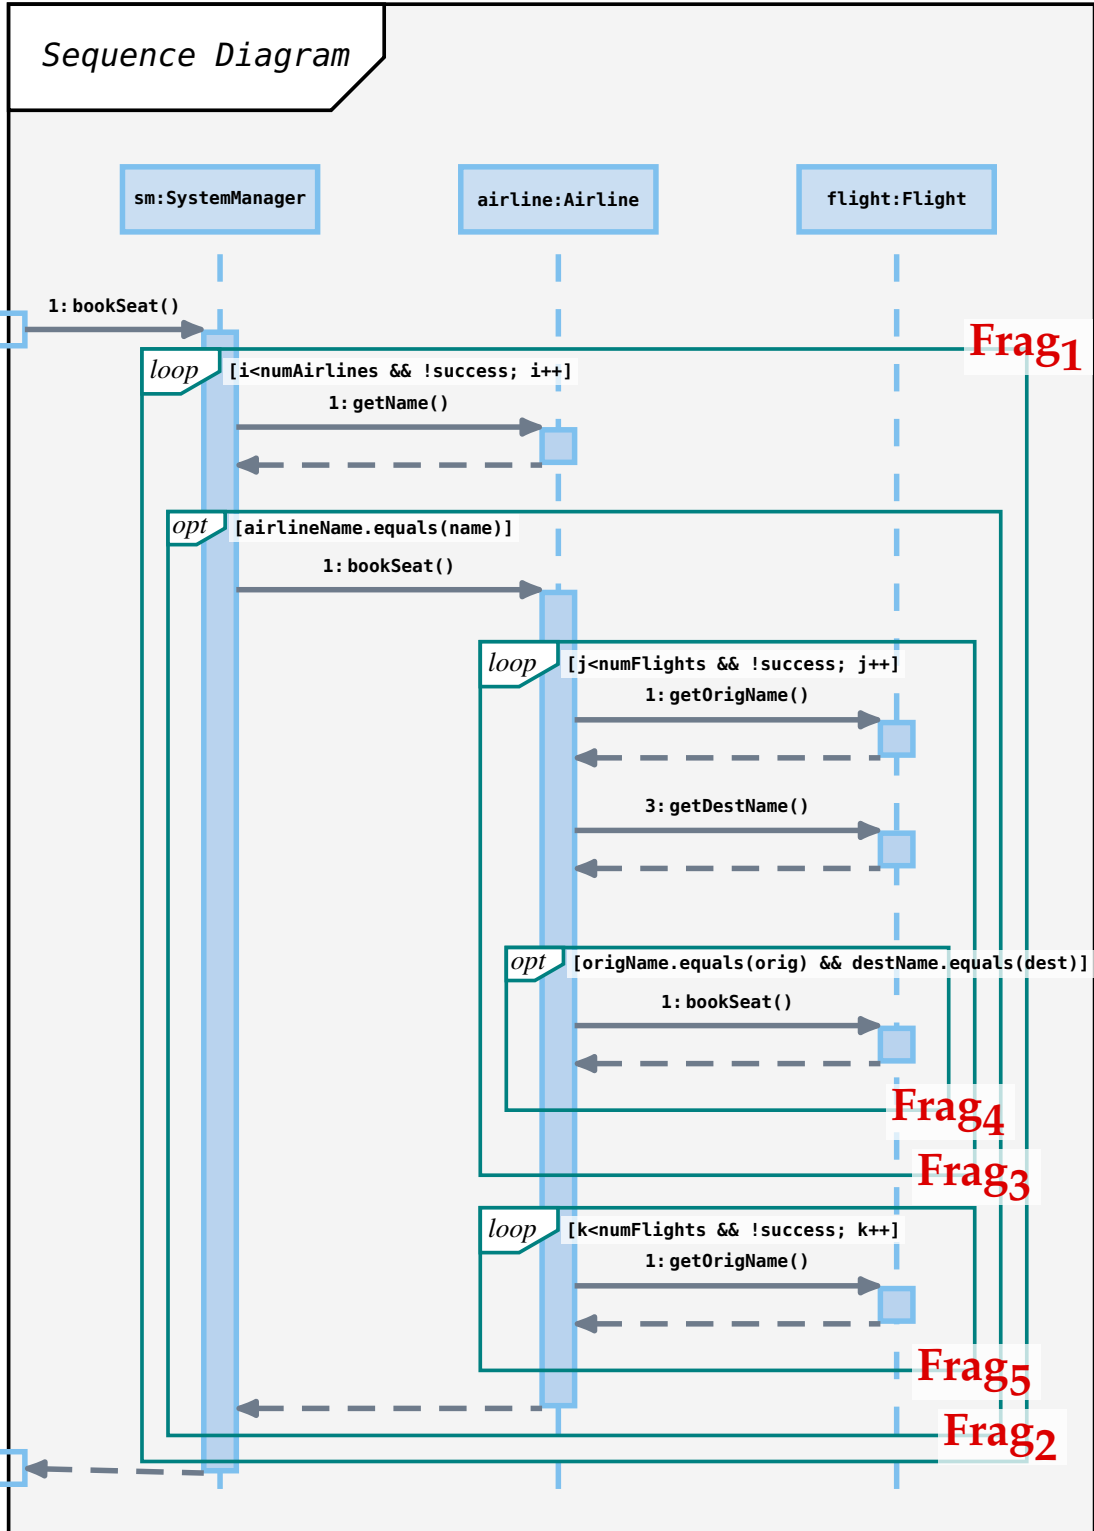 Sequence Diagram
sm:SystemManager
airline:Airline
flight:Flight
1: bookSeat()
Frag1
loop [i<numAirlines && !success; i++]
1: getName()
opt [airlineName.equals(name)]
1: bookSeat()
loop [j<numFlights && !success; j++]
1: getOrigName()
3: getDestName()
opt [origName.equals(orig) && destName.equals(dest)]
1: bookSeat()
Frag4
Frag3
loop [k<numFlights && !success; k++]
1: getOrigName()
Frag5
Frag2